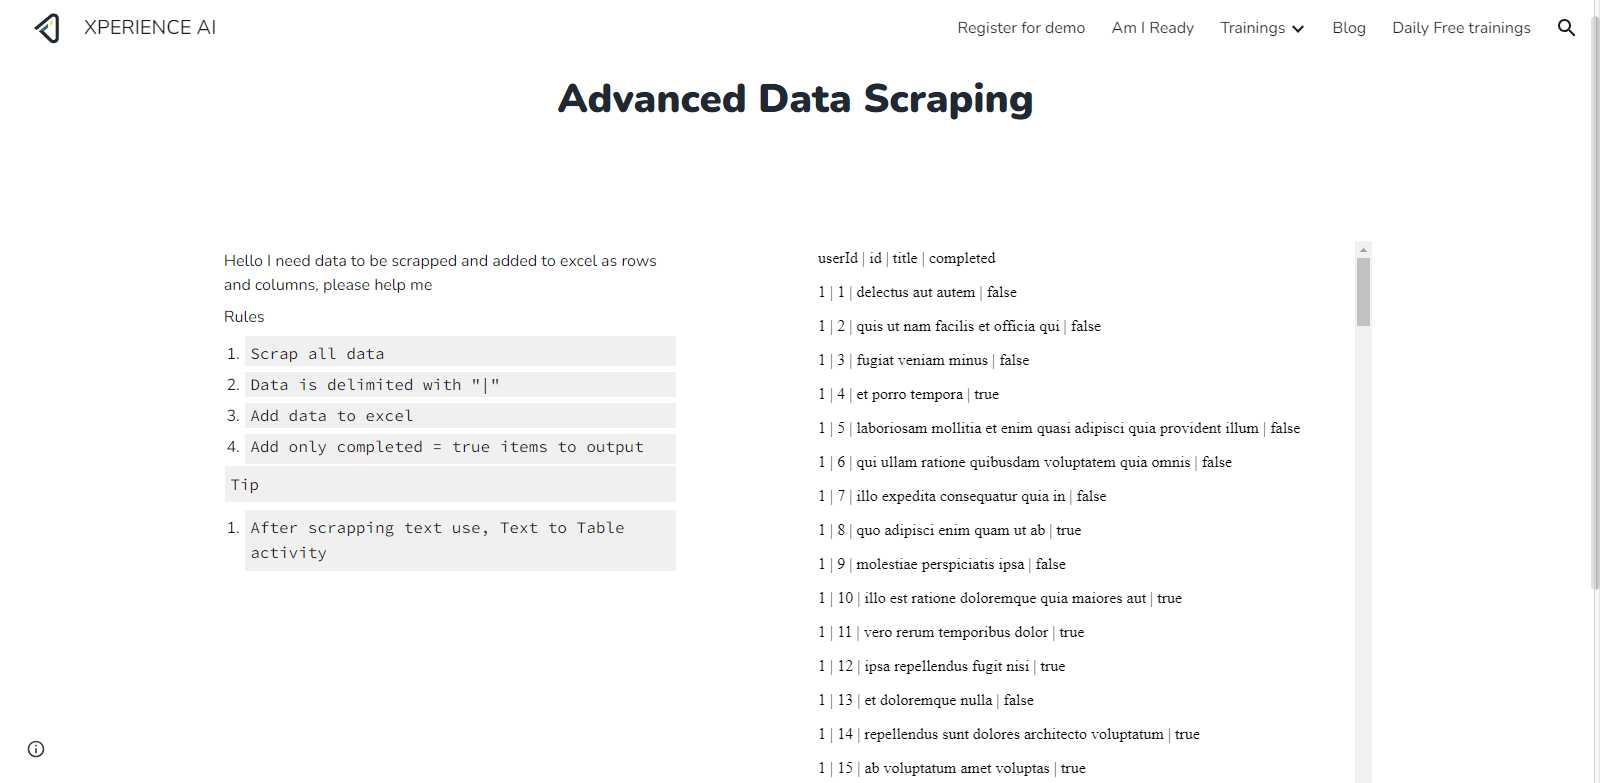 XPERIENCE AI
Register for demo
Am I Ready
Trainings
Blog
Daily Free trainings
Advanced Data Scraping
Hello I need data to be scrapped and added to excel as rows
and columns, please help me
Rules
1. Scrap all data
2. Data is delimited with "|"
3. Add data to excel
4. Add only completed = true items to output
Tip
1. After scrapping text use, Text to Table
activity
userId | id | title | completed
1 | 1 | delectus aut autem | false
1 | 2 | quis ut nam facilis et officia qui | false
1 | 3 | fugiat veniam minus | false
1 | 4 | et porro tempora | true
1 | 5 | laboriosam mollitia et enim quasi adipisci quia provident illum | false
1 | 6 | qui ullam ratione quibusdam voluptatem quia omnis | false
1 | 7 | illo expedita consequatur quia in | false
1 | 8 | quo adipisci enim quam ut ab | true
1 | 9 | molestiae perspiciatis ipsa | false
1 | 10 | illo est ratione doloremque quia maiores aut | true
1 | 11 | vero rerum temporibus dolor | true
1 | 12 | ipsa repellendus fugit nisi | true
1 | 13 | et doloremque nulla | false
1 | 14 | repellendus sunt dolores architecto voluptatum | true
1 | 15 | ab voluptatum amet voluptas | true